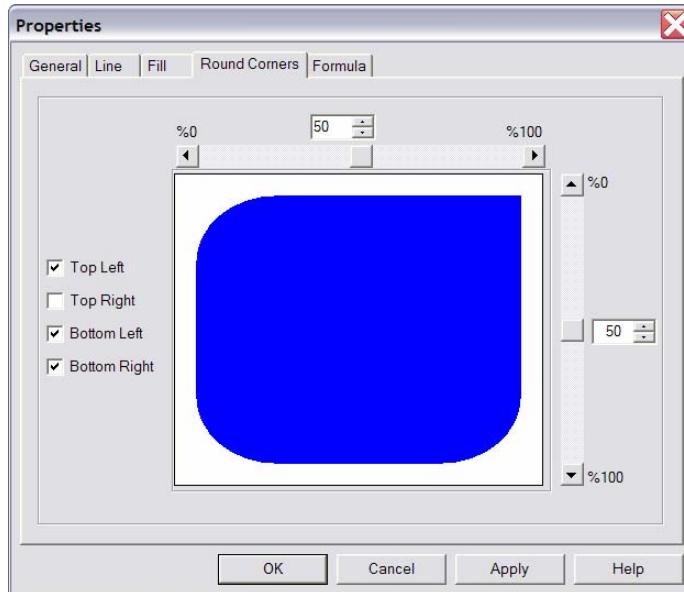 Properties
General Line Fill Round Corners Formula
%0 50 %100
%0
Top Left
Top Right
Bottom Left
50
Bottom Right
%100
OK Cancel Apply Help